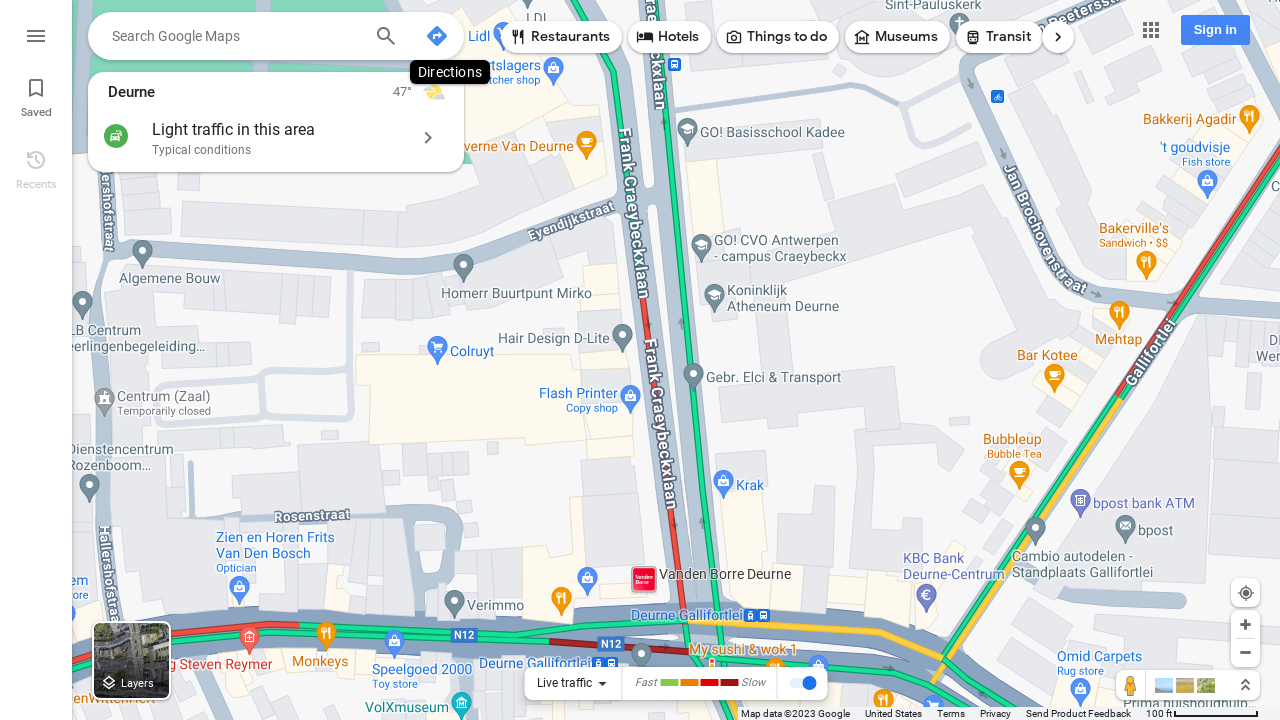 Search Google Maps
Directions
Restaurants
Hotels
Things to do
Museums
Transit
Sign in
Saved
Recents
Deurne
47°
Light traffic in this area
Typical conditions
LDL
Lidl
Sint-Pauluskerk
GO! Basisschool Kadee
Bakkerij Agadir
't goudvisje
Fish store
Frank Craeybeckxlaan
Eyendijkstraat
Jan Brochovenstraat
Bakerville's
Sandwich • $$
GO! CVO Antwerpen
- campus Craeybeckx
Algemene Bouw
Homerr Buurtpunt Mirko
Koninklijk
Atheneum Deurne
Mehtap
Gallifortlei
Hair Design D-Lite
Colruyt
Frank Craeybeckxlaan
Bar Kotee
Gebr. Elci & Transport
Flash Printer
Copy shop
Centrum (Zaal)
Temporarily closed
Bubbleup
Bubble Tea
Krak
bpost bank ATM
bpost
Rosenstraat
Zien en Horen Frits
Van Den Bosch
Optician
Cambio autodelen -
Standplaats Gallifortlei
KBC Bank
Deurne-Centrum
Vanden Borre Deurne
Verimmo
Deurne Gallifortlei
N12
N12
My sushi & wok 1
Monkeys
Speelgoed 2000
Toy store
Deurne Gallifortlei
Omid Carpets
Rug store
VolXmuseum
Layers
Live traffic
Fast
Slow
Map data ©2023 Google
United States
Terms
Privacy
Send Product Feedback
100 ft